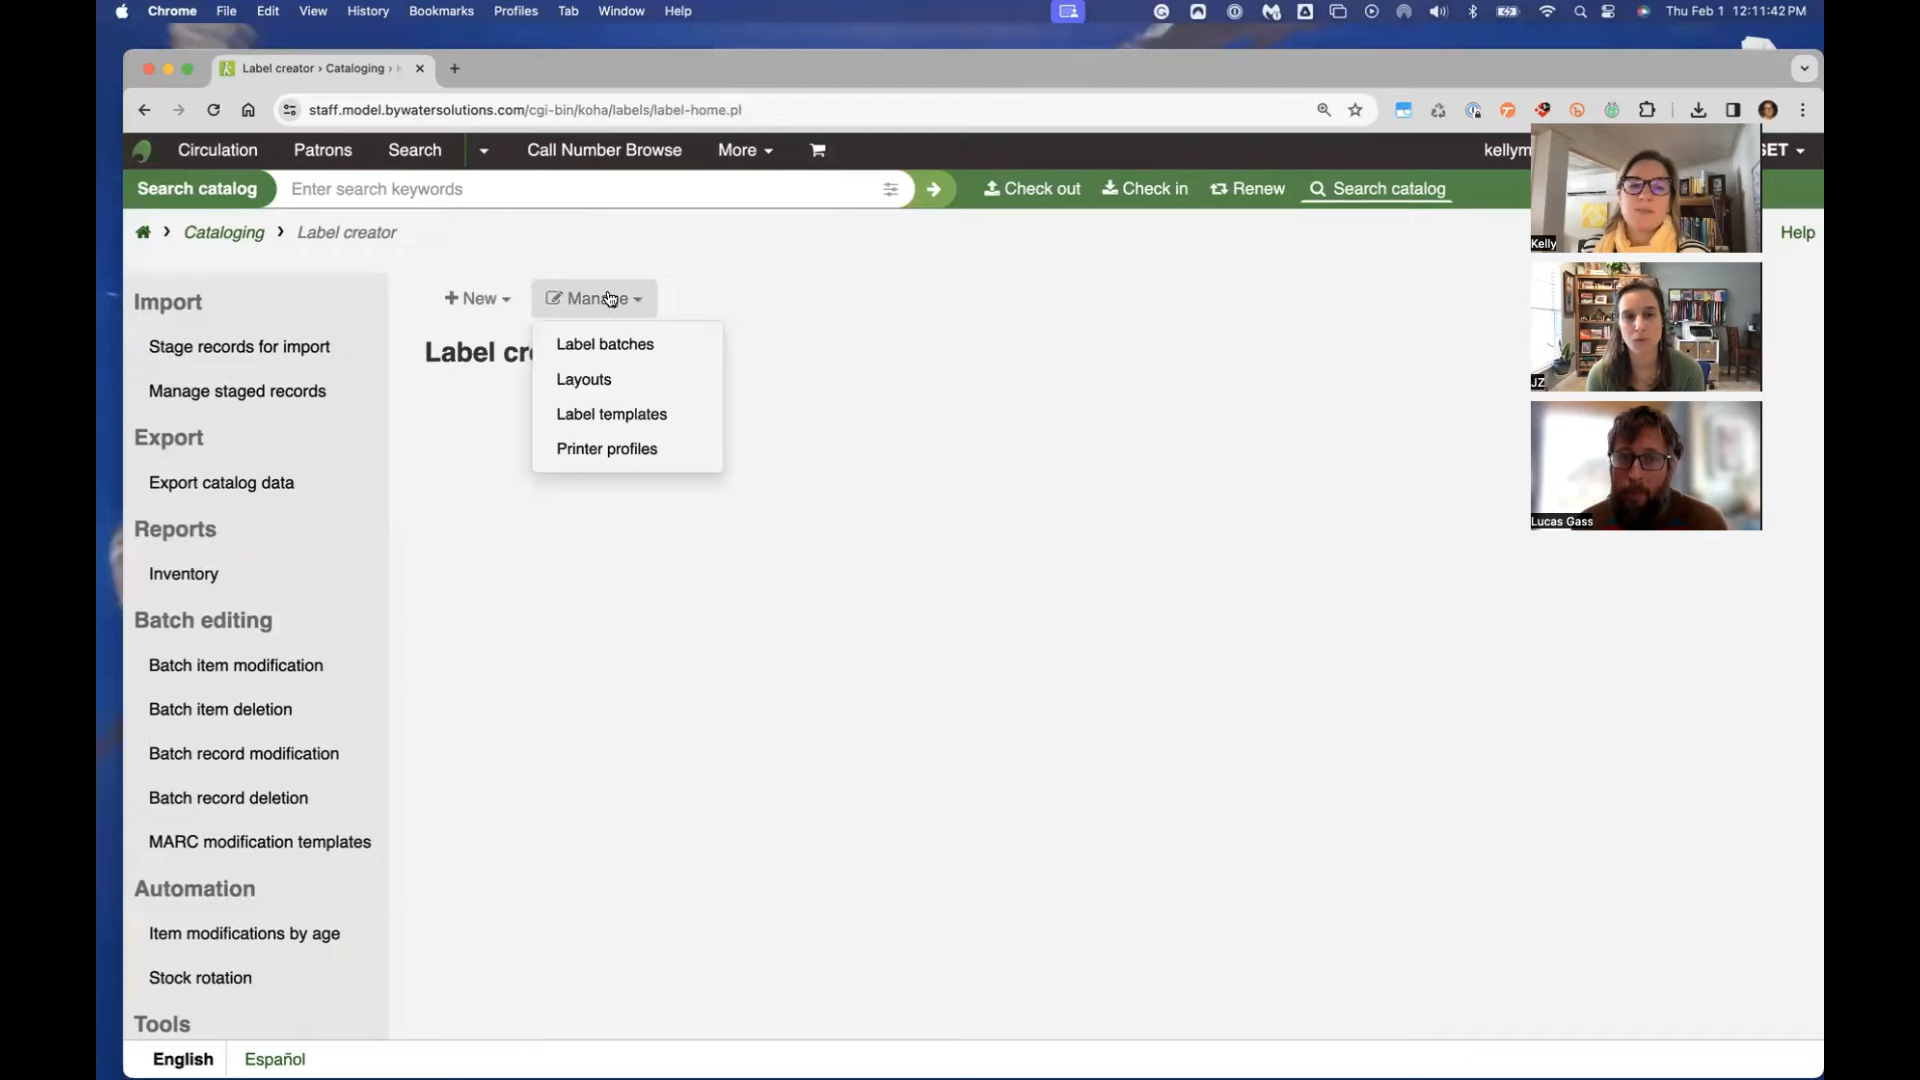 Chrome File Edit View History Bookmarks Profiles Tab Window Help Thu Feb 1 12:11:42 PM
Label creator › Cataloging ›
staff.model.bywatersolutions.com/cgi-bin/koha/labels/label-home.pl
Circulation Patrons Search Call Number Browse More kellym SET
Search catalog Enter search keywords Check out Check in Renew Search catalog
Cataloging Label creator Help
Kelly
JZ
Lucas Gass
Import
Stage records for import
Manage staged records
Export
Export catalog data
Reports
Inventory
Batch editing
Batch item modification
Batch item deletion
Batch record modification
Batch record deletion
MARC modification templates
Automation
Item modifications by age
Stock rotation
Tools
+ New Manage
Label cre
Label batches
Layouts
Label templates
Printer profiles
English Español